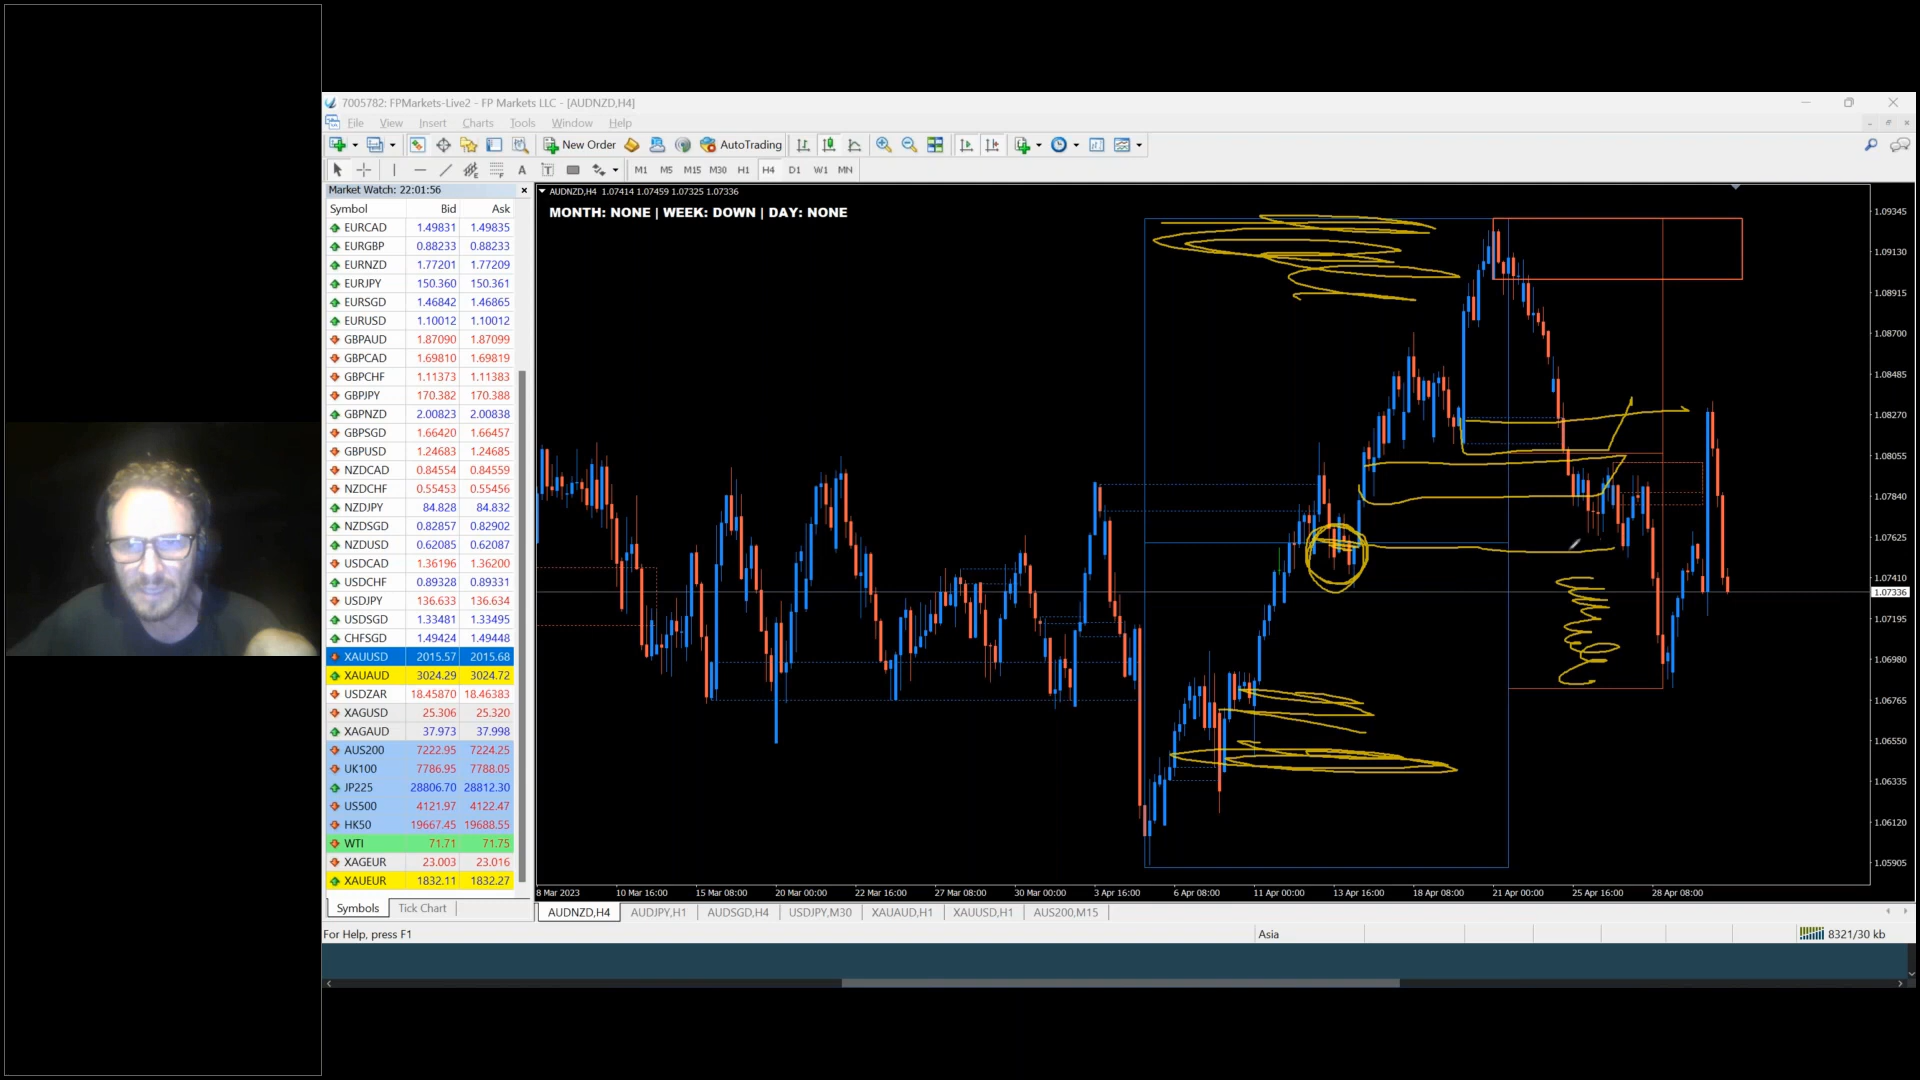 7005782: FPMarkets-Live2 - FP Markets LLC - [AUDNZD,H4]
File View Insert Charts Tools Window Help
New Order AutoTrading
A T M1 M5 M15 M30 H1 H4 D1 W1 MN
Market Watch: 22:01:56
Symbol Bid Ask
EURCAD 1.49831 1.49835
EURGBP 0.88233 0.88233
EURNZD 1.77201 1.77209
EURJPY 150.360 150.361
EURSGD 1.46842 1.46865
EURUSD 1.10012 1.10012
GBPAUD 1.87090 1.87099
GBPCAD 1.69810 1.69819
GBPCHF 1.11373 1.11383
GBPJPY 170.382 170.388
GBPNZD 2.00823 2.00838
GBPSGD 1.66420 1.66457
GBPUSD 1.24683 1.24685
NZDCAD 0.84554 0.84559
NZDCHF 0.55453 0.55456
NZDJPY 84.828 84.832
NZDSGD 0.82857 0.82902
NZDUSD 0.62085 0.62087
USDCAD 1.36196 1.36200
USDCHF 0.89328 0.89331
USDJPY 136.633 136.634
USDSGD 1.33481 1.33495
CHFSGD 1.49424 1.49448
XAUUSD 2015.57 2015.68
XAUAUD 3024.29 3024.72
USDZAR 18.45870 18.46383
XAGUSD 25.306 25.320
XAGAUD 37.973 37.998
AUS200 7222.95 7224.25
UK100 7786.95 7788.05
JP225 28806.70 28812.30
US500 4121.97 4122.47
HK50 19667.45 19688.55
WTI 71.71 71.75
XAGEUR 23.003 23.016
XAUEUR 1832.11 1832.27
Symbols Tick Chart
AUDNZD,H4 1.07414 1.07459 1.07325 1.07336
MONTH: NONE | WEEK: DOWN | DAY: NONE
1.09345
1.09130
1.08915
1.08700
1.08485
1.08270
1.08055
1.07840
1.07625
1.07410
1.07336
1.07195
1.06980
1.06765
1.06550
1.06335
1.06120
1.05905
8 Mar 2023 10 Mar 16:00 15 Mar 08:00 20 Mar 00:00 22 Mar 16:00 27 Mar 08:00 30 Mar 00:00 3 Apr 16:00 6 Apr 08:00 11 Apr 00:00 13 Apr 16:00 18 Apr 08:00 21 Apr 00:00 25 Apr 16:00 28 Apr 08:00
AUDNZD,H4 AUDJPY,H1 AUDSGD,H4 USDJPY,M30 XAUAUD,H1 XAUUSD,H1 AUS200,M15
For Help, press F1 Asia 8321/30 kb